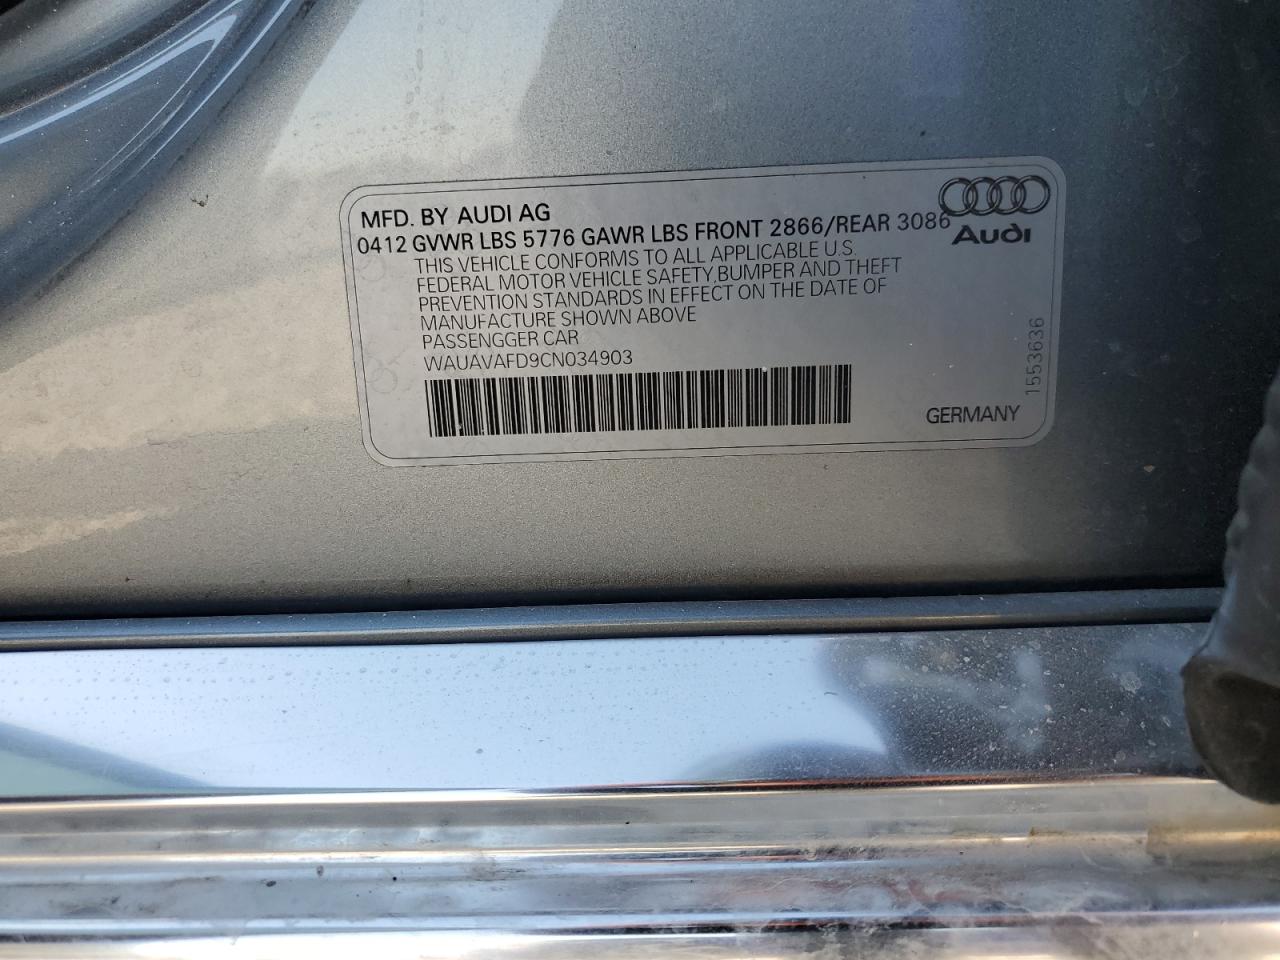 MFD. BY AUDI AG
0412 GVWR LBS 5776 GAWR LBS FRONT 2866/REAR 3086
Audi
THIS VEHICLE CONFORMS TO ALL APPLICABLE U.S.
FEDERAL MOTOR VEHICLE SAFETY, BUMPER AND THEFT
PREVENTION STANDARDS IN EFFECT ON THE DATE OF
MANUFACTURE SHOWN ABOVE
PASSENGGER CAR
WAUAVAFD9CN034903
1553636
GERMANY